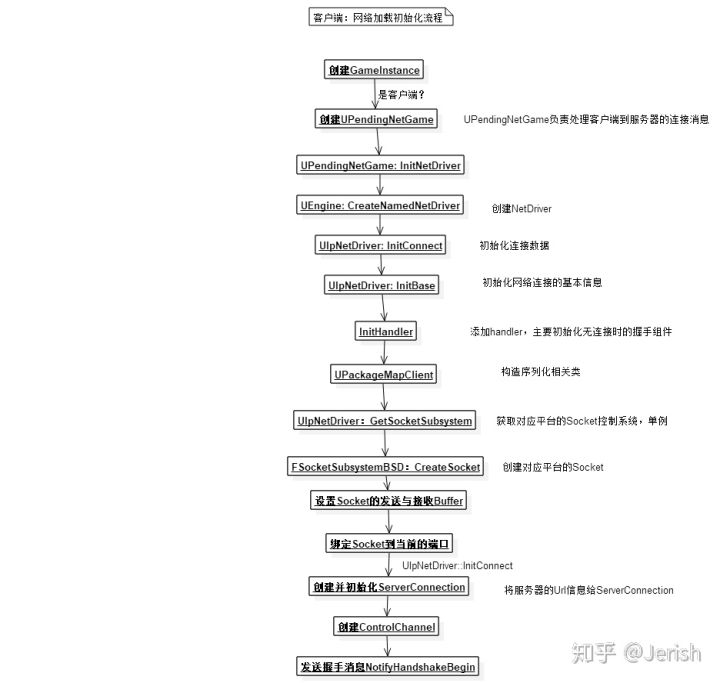 客户端：网络加载初始化流程
创建GameInstance
是客户端?
创建UPendingNetGame
UPendingNetGame负责处理客户端到服务器的连接消息
UPendingNetGame: InitNetDriver
UEngine: CreateNamedNetDriver
创建NetDriver
UIpNetDriver: InitConnect
初始化连接数据
UIpNetDriver: InitBase
初始化网络连接的基本信息
InitHandler
添加handler，主要初始化无连接时的握手组件
UPackageMapClient
构造序列化相关类
UIpNetDriver：GetSocketSubsystem
获取对应平台的Socket控制系统，单例
FSocketSubsystemBSD：CreateSocket
创建对应平台的Socket
设置Socket的发送与接收Buffer
绑定Socket到当前的端口
UIpNetDriver::InitConnect
创建并初始化ServerConnection
将服务器的Url信息给ServerConnection
创建ControlChannel
发送握手消息NotifyHandshakeBegin
知乎 @Jerish